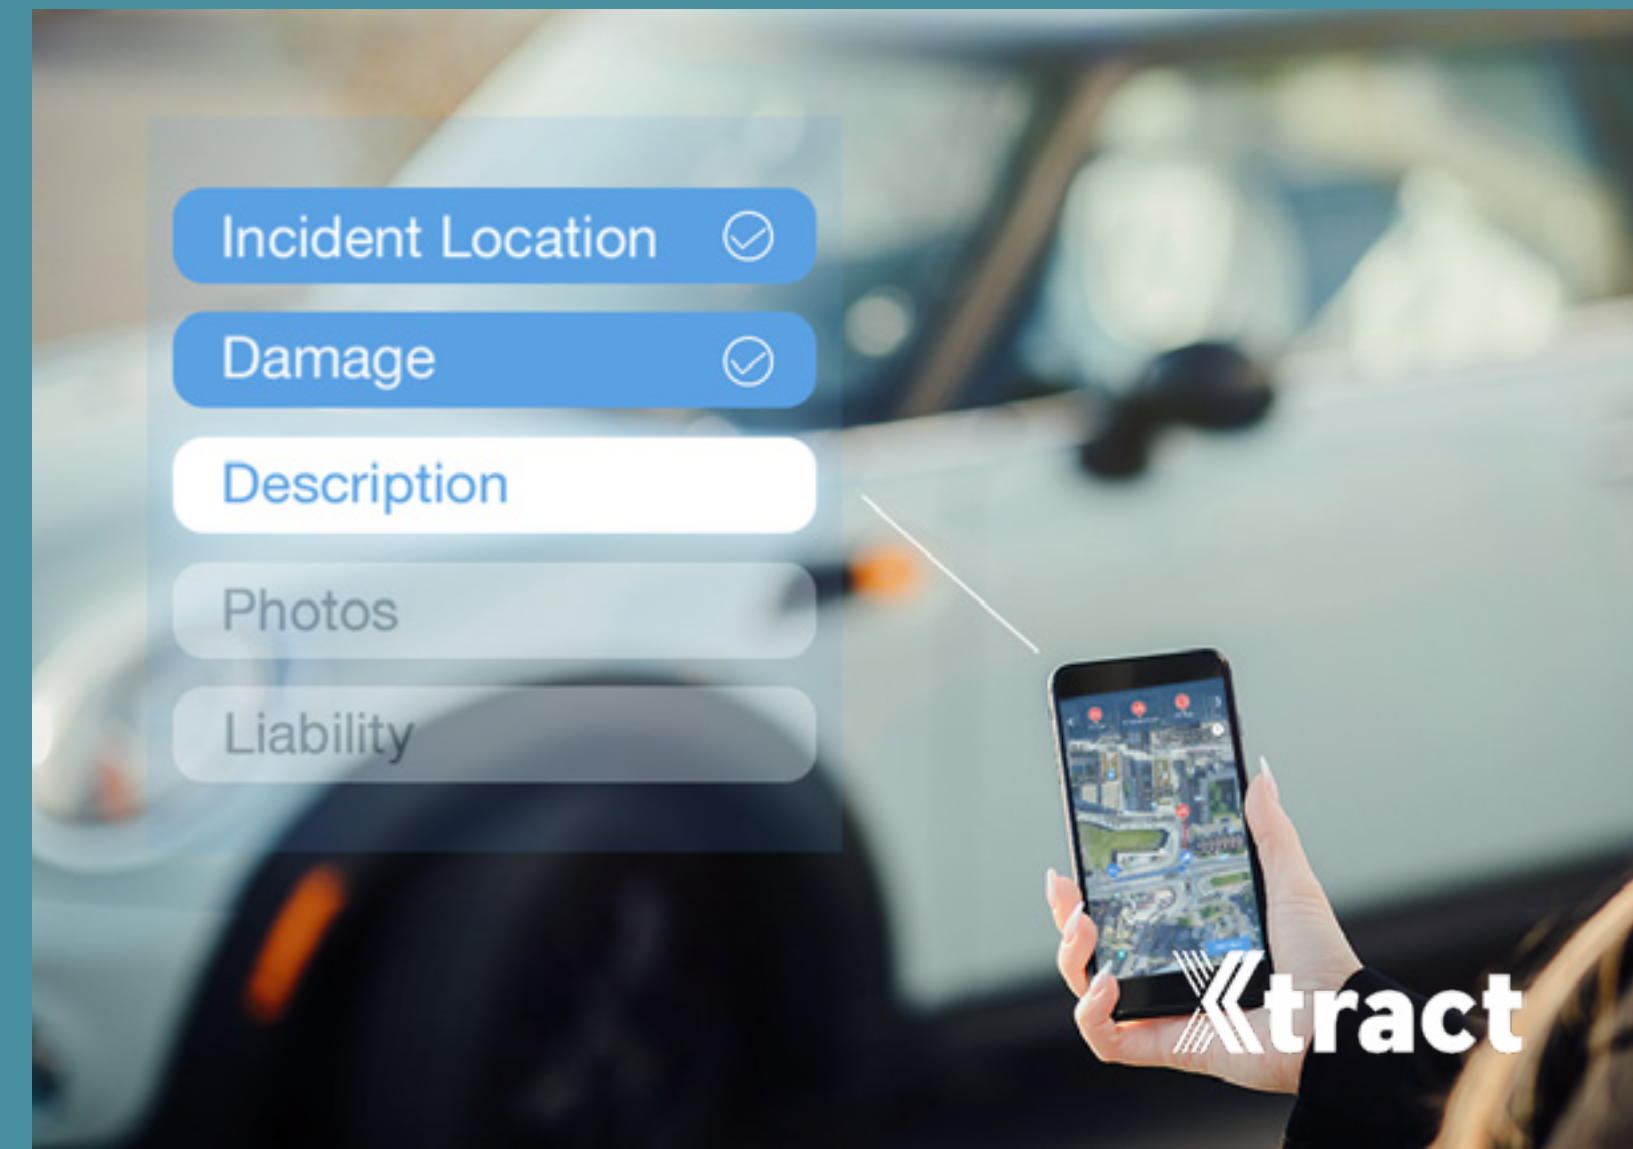 Incident Location
Damage
Description
Photos
Liability
Xtract